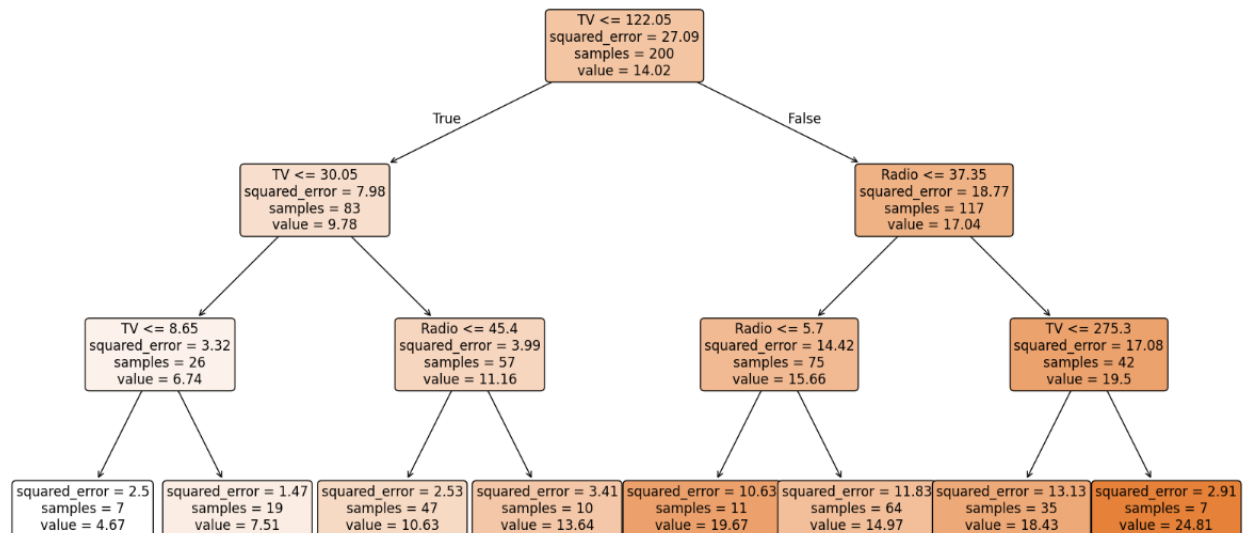 TV <= 122.05
squared_error = 27.09
samples = 200
value = 14.02
True
False
TV <= 30.05
squared_error = 7.98
samples = 83
value = 9.78
Radio <= 37.35
squared_error = 18.77
samples = 117
value = 17.04
TV <= 8.65
squared_error = 3.32
samples = 26
value = 6.74
Radio <= 45.4
squared_error = 3.99
samples = 57
value = 11.16
Radio <= 5.7
squared_error = 14.42
samples = 75
value = 15.66
TV <= 275.3
squared_error = 17.08
samples = 42
value = 19.5
squared_error = 2.5
samples = 7
value = 4.67
squared_error = 1.47
samples = 19
value = 7.51
squared_error = 2.53
samples = 47
value = 10.63
squared_error = 3.41
samples = 10
value = 13.64
squared_error = 10.63
samples = 11
value = 19.67
squared_error = 11.83
samples = 64
value = 14.97
squared_error = 13.13
samples = 35
value = 18.43
squared_error = 2.91
samples = 7
value = 24.81